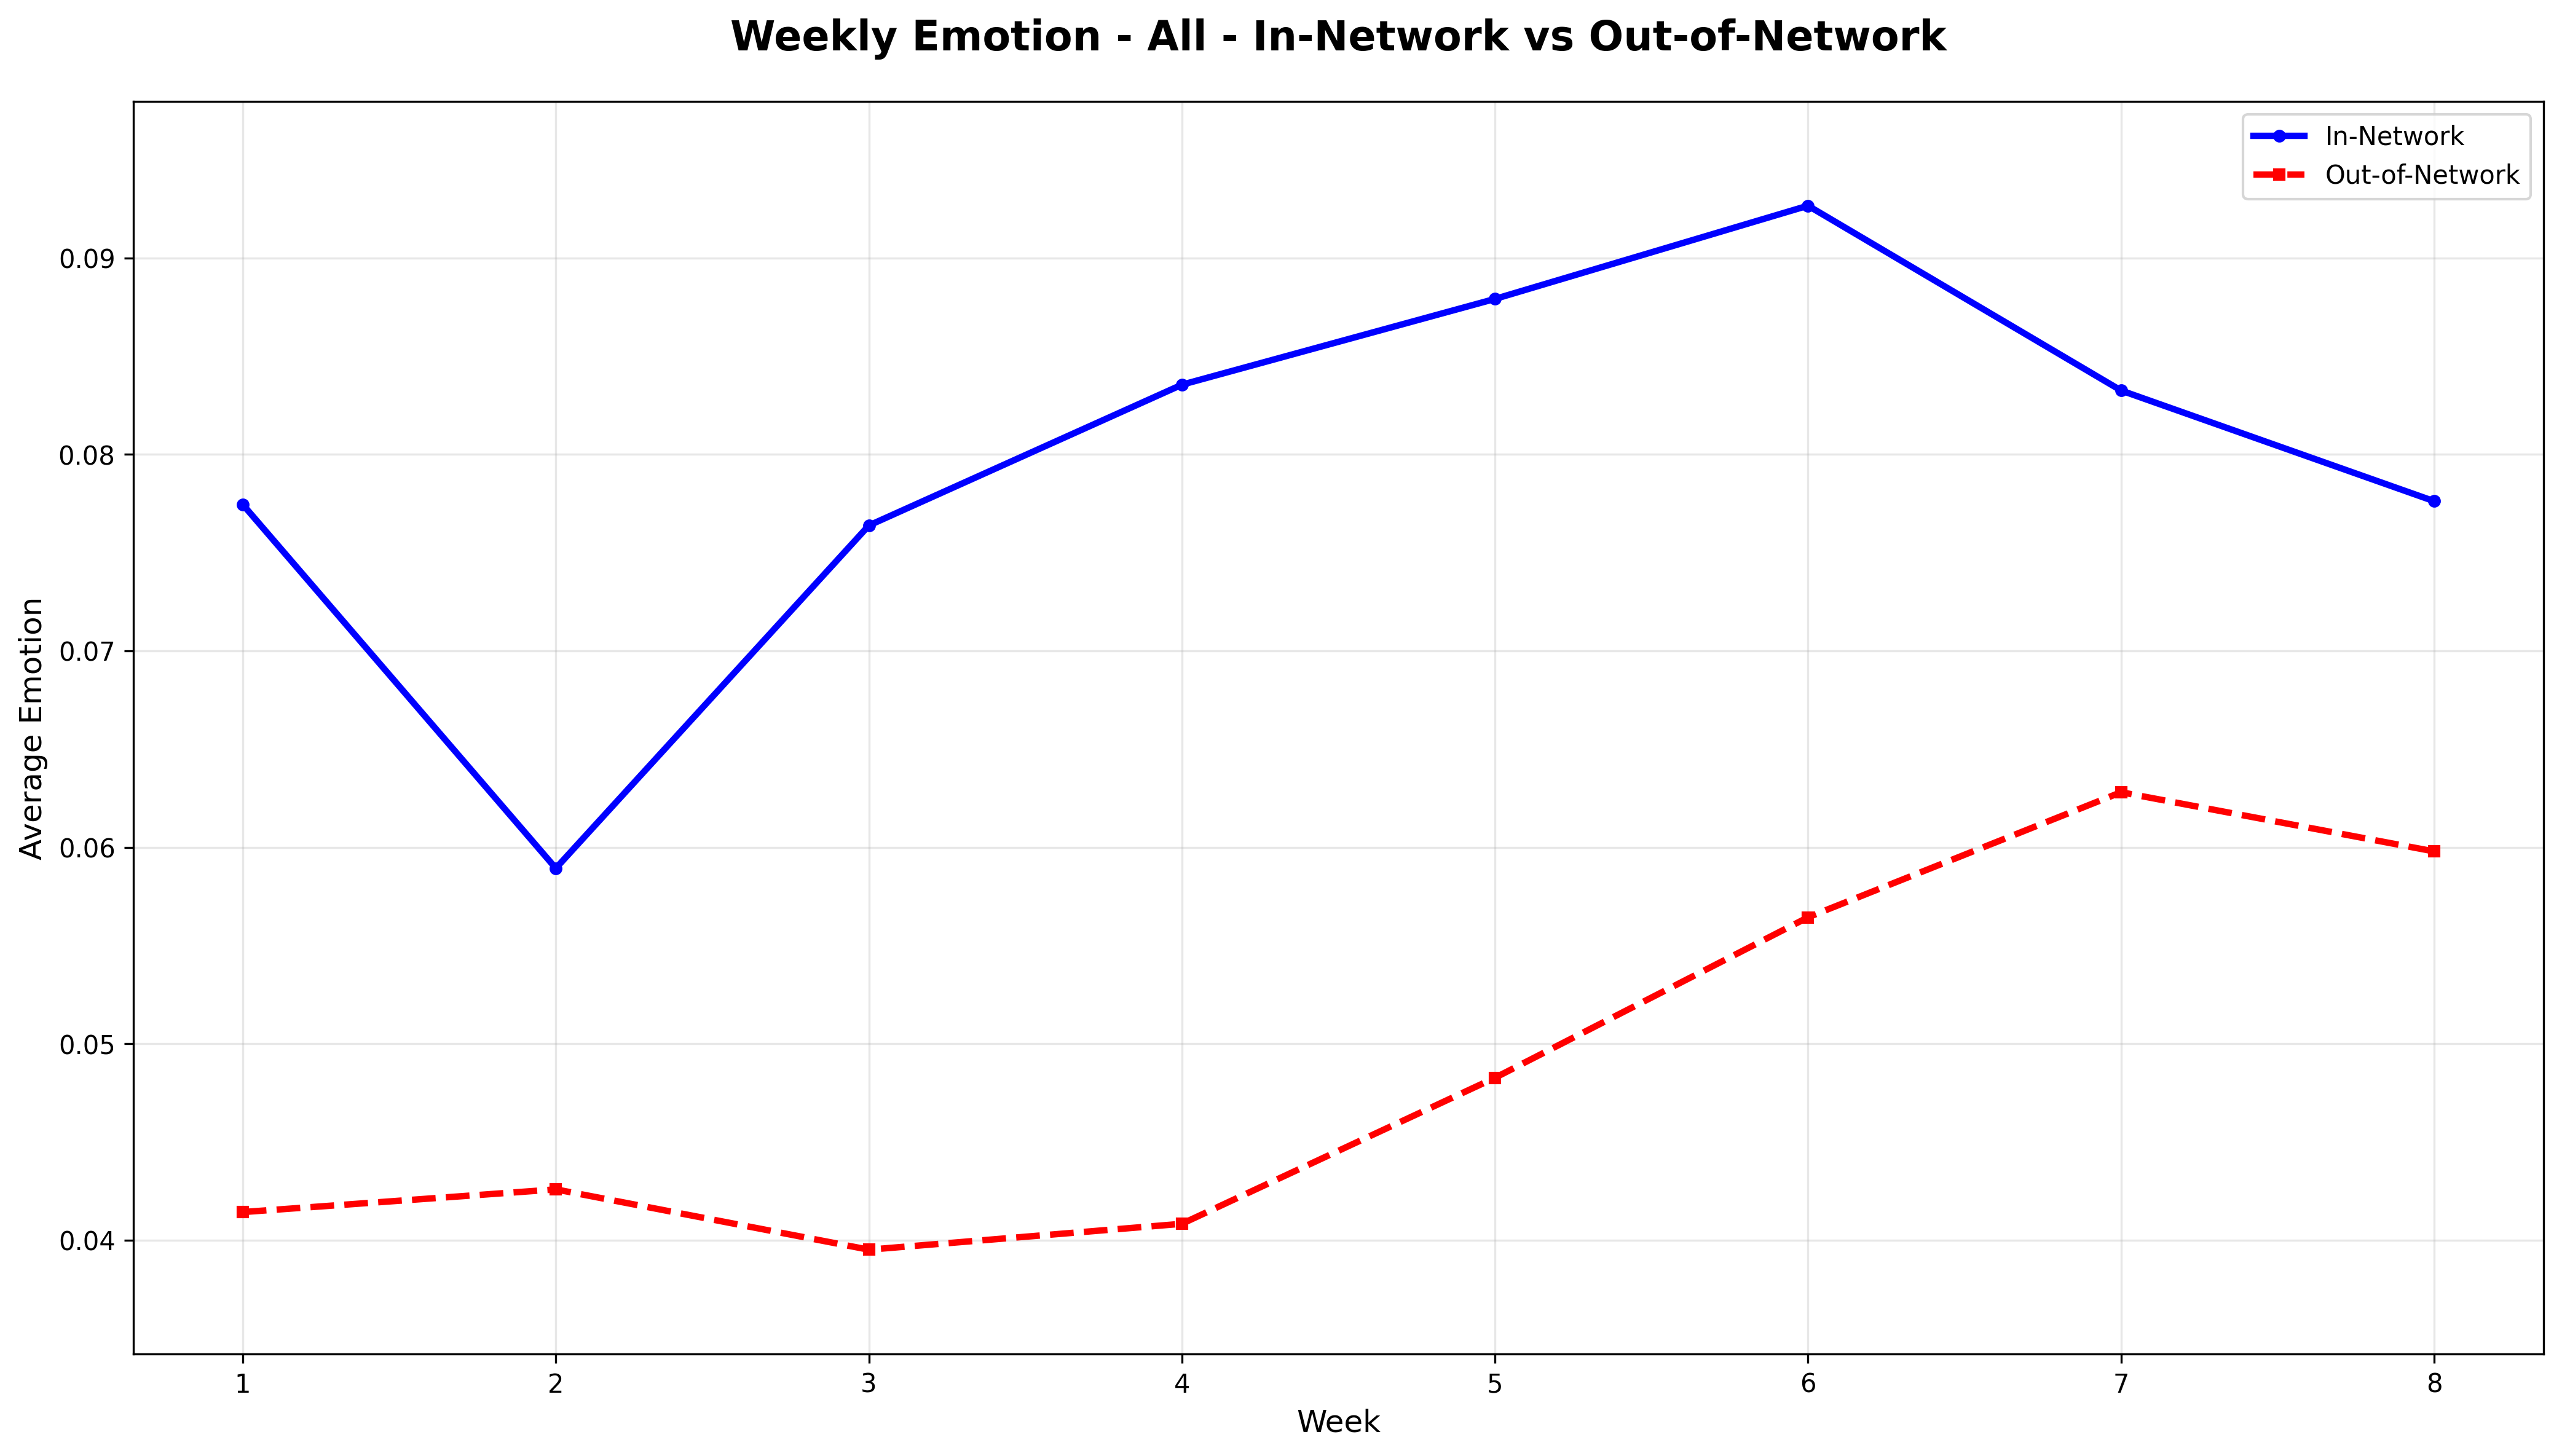 Weekly Emotion - All - In-Network vs Out-of-Network
In-Network
Out-of-Network
0.09
0.08
0.07
0.06
0.05
0.04
Average Emotion
1 2 3 4 5 6 7 8
Week